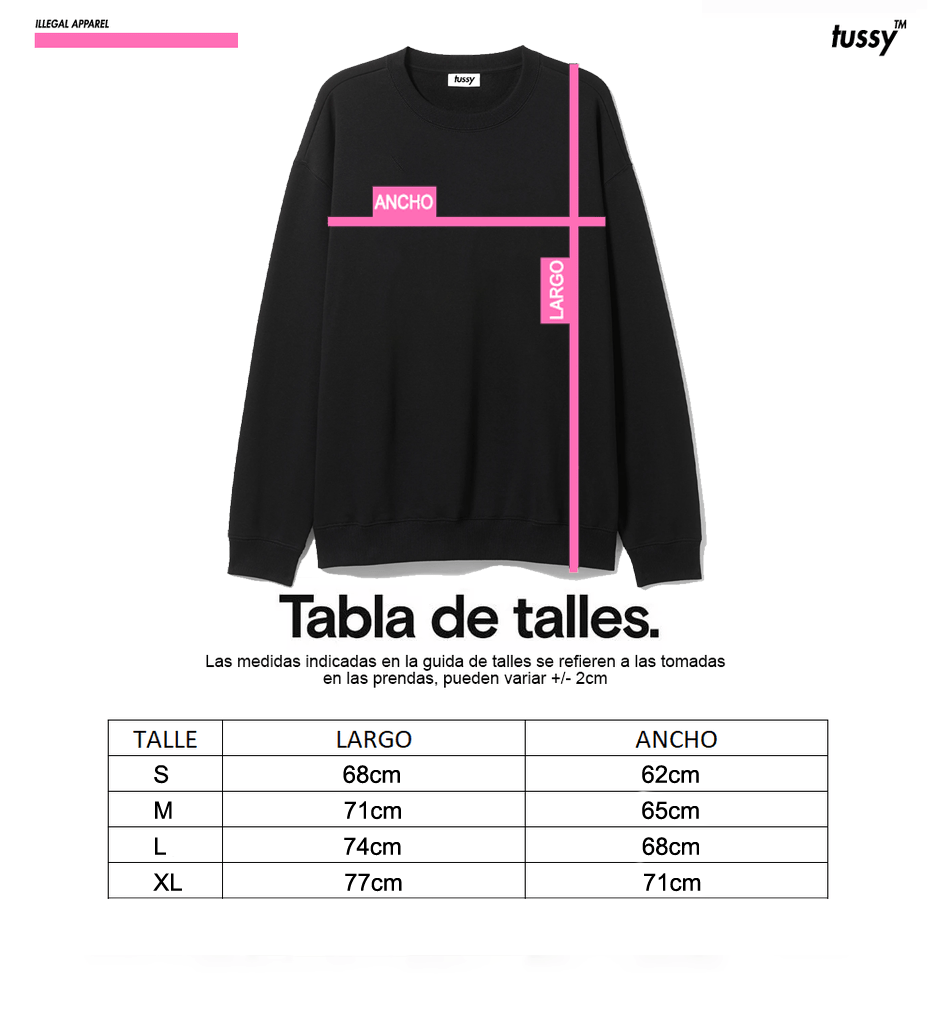 ILLEGAL APPAREL
tussy™
tussy
ANCHO
LARGO
Tabla de talles.
Las medidas indicadas en la guida de talles se refieren a las tomadas
en las prendas, pueden variar +/- 2cm
TALLE LARGO ANCHO
S 68cm 62cm
M 71cm 65cm
L 74cm 68cm
XL 77cm 71cm